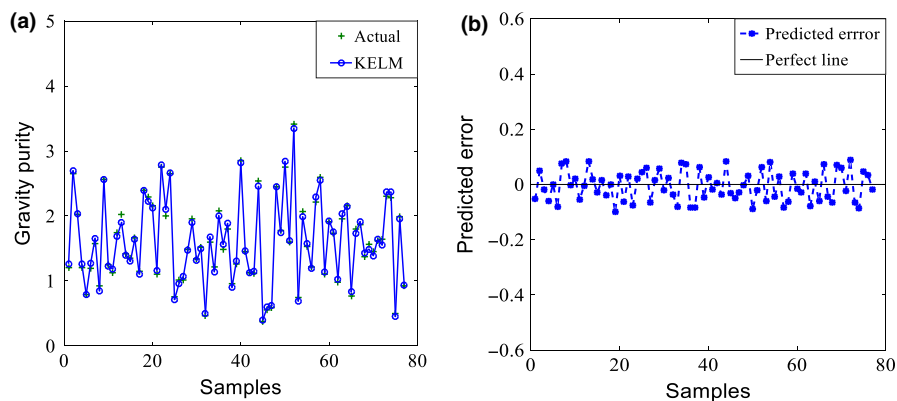 (a)
Gravity purity
5
4
3
2
1
0
0
20
40
60
80
Samples
Actual
KELM
(b)
Predicted error
0.6
0.4
0.2
0
−0.2
−0.4
−0.6
0
20
40
60
80
Samples
Predicted errror
Perfect line